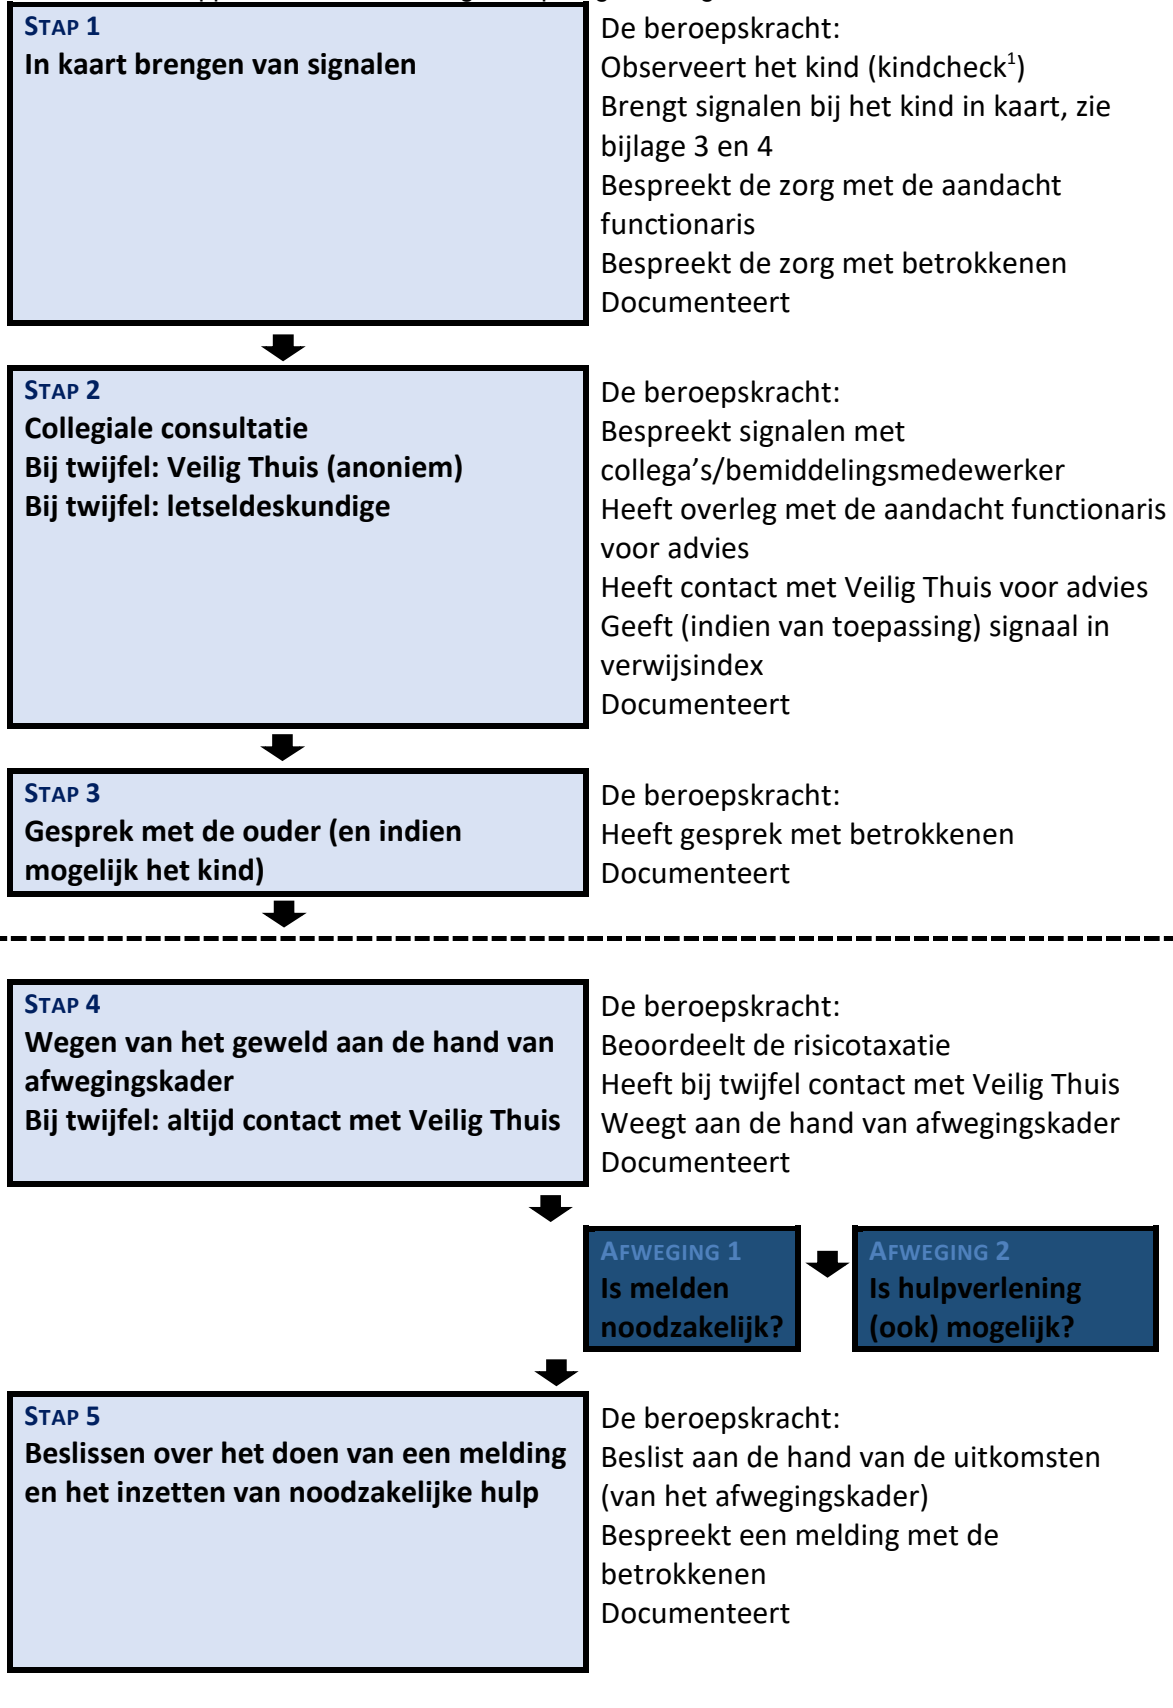 STAP 1
In kaart brengen van signalen
De beroepskracht:
Observeert het kind (kindcheck1)
Brengt signalen bij het kind in kaart, zie
bijlage 3 en 4
Bespreekt de zorg met de aandacht
functionaris
Bespreekt de zorg met betrokkenen
Documenteert
STAP 2
Collegiale consultatie
Bij twijfel: Veilig Thuis (anoniem)
Bij twijfel: letseldeskundige
De beroepskracht:
Bespreekt signalen met
collega’s/bemiddelingsmedewerker
Heeft overleg met de aandacht functionaris
voor advies
Heeft contact met Veilig Thuis voor advies
Geeft (indien van toepassing) signaal in
verwijsindex
Documenteert
STAP 3
Gesprek met de ouder (en indien
mogelijk het kind)
De beroepskracht:
Heeft gesprek met betrokkenen
Documenteert
STAP 4
Wegen van het geweld aan de hand van
afwegingskader
Bij twijfel: altijd contact met Veilig Thuis
De beroepskracht:
Beoordeelt de risicotaxatie
Heeft bij twijfel contact met Veilig Thuis
Weegt aan de hand van afwegingskader
Documenteert
AFWEGING 1
Is melden
noodzakelijk?
AFWEGING 2
Is hulpverlening
(ook) mogelijk?
STAP 5
Beslissen over het doen van een melding
en het inzetten van noodzakelijke hulp
De beroepskracht:
Beslist aan de hand van de uitkomsten
(van het afwegingskader)
Bespreekt een melding met de
betrokkenen
Documenteert